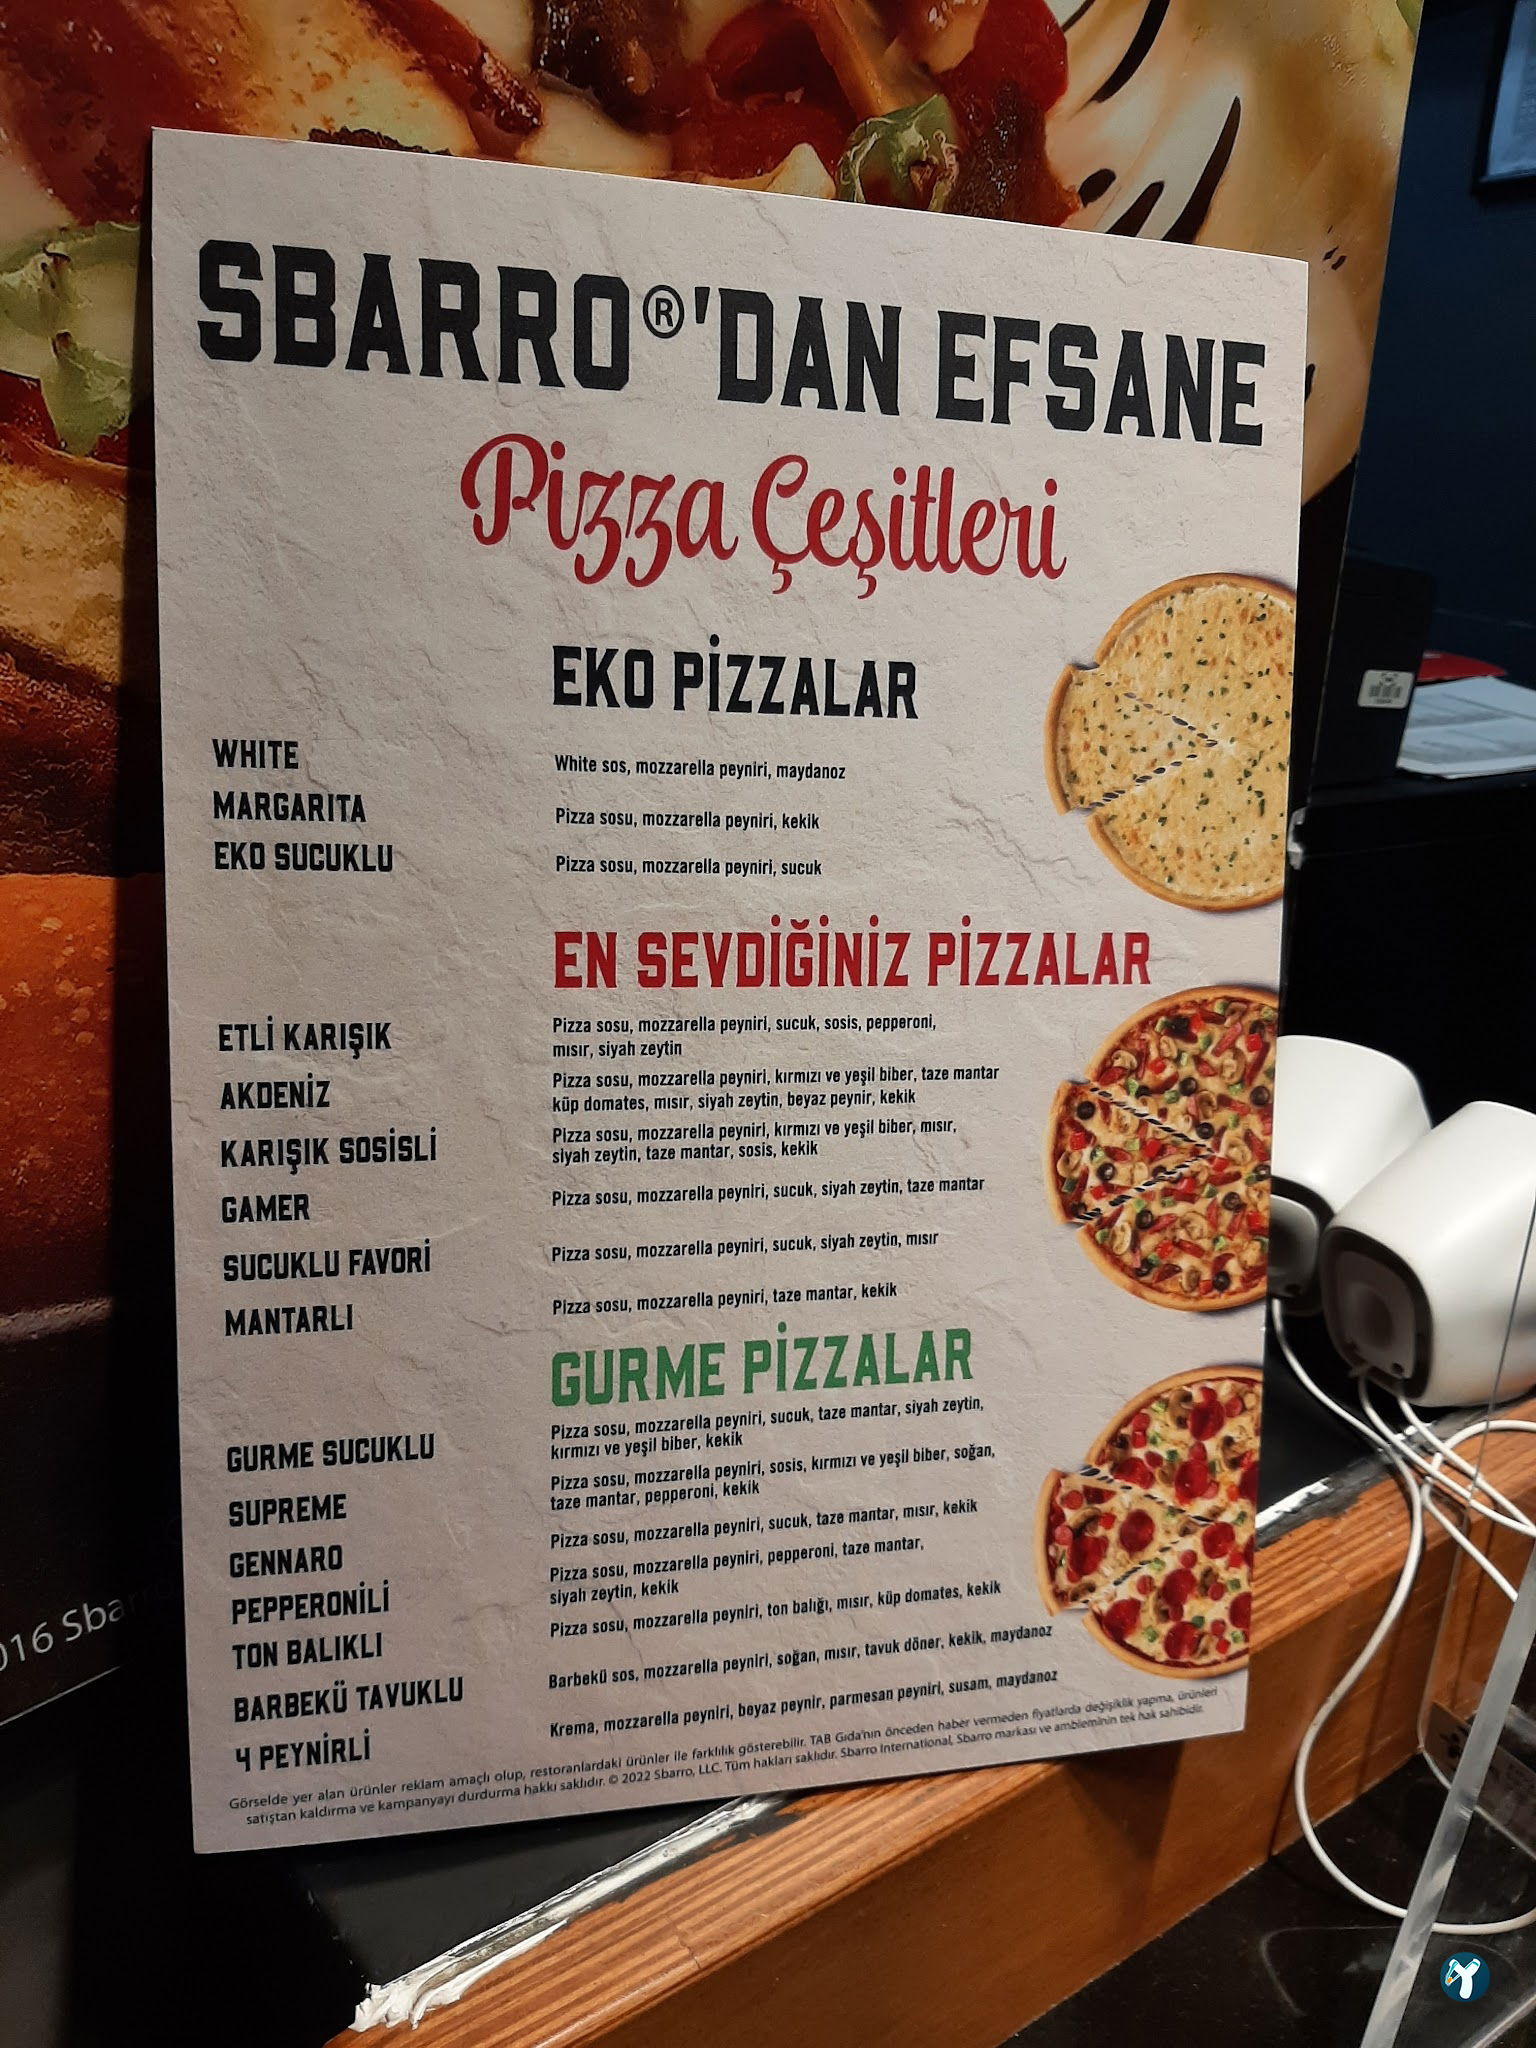 SBARRO®'DAN EFSANE
Pizza Çeşitleri
EKO PİZZALAR
WHITE
White sos, mozzarella peyniri, maydanoz
MARGARITA
Pizza sosu, mozzarella peyniri, kekik
EKO SUCUKLU
Pizza sosu, mozzarella peyniri, sucuk
EN SEVDİĞİNİZ PİZZALAR
ETLİ KARIŞIK
Pizza sosu, mozzarella peyniri, sucuk, sosis, pepperoni,
mısır, siyah zeytin
AKDENİZ
Pizza sosu, mozzarella peyniri, kırmızı ve yeşil biber, taze mantar
küp domates, mısır, siyah zeytin, beyaz peynir, kekik
KARIŞIK SOSİSLİ
Pizza sosu, mozzarella peyniri, kırmızı ve yeşil biber, mısır,
siyah zeytin, taze mantar, sosis, kekik
GAMER
Pizza sosu, mozzarella peyniri, sucuk, siyah zeytin, taze mantar
SUCUKLU FAVORİ
Pizza sosu, mozzarella peyniri, sucuk, siyah zeytin, mısır
MANTARLI
Pizza sosu, mozzarella peyniri, taze mantar, kekik
GURME PİZZALAR
GURME SUCUKLU
Pizza sosu, mozzarella peyniri, sucuk, taze mantar, siyah zeytin,
kırmızı ve yeşil biber, kekik
SUPREME
Pizza sosu, mozzarella peyniri, sosis, kırmızı ve yeşil biber, soğan,
taze mantar, pepperoni, kekik
GENNARO
Pizza sosu, mozzarella peyniri, sucuk, taze mantar, mısır, kekik
PEPPERONİLİ
Pizza sosu, mozzarella peyniri, pepperoni, taze mantar,
siyah zeytin, kekik
TON BALIKLI
Pizza sosu, mozzarella peyniri, ton balığı, mısır, küp domates, kekik
BARBEKÜ TAVUKLU
Barbekü sos, mozzarella peyniri, soğan, mısır, tavuk döner, kekik, maydanoz
4 PEYNİRLİ
Krema, mozzarella peyniri, beyaz peynir, parmesan peyniri, susam, maydanoz
Görselde yer alan ürünler reklam amaçlı olup, restoranlardaki ürünler ile farklılık gösterebilir. TAB Gıda'nın önceden haber vermeden fiyatlarda değişiklik yapma, ürünleri
satıştan kaldırma ve kampanyayı durdurma hakkı saklıdır. © 2022 Sbarro, LLC. Tüm hakları saklıdır. Sbarro International, Sbarro markası ve ambleminin tek hak sahibidir.
016 Sbarro